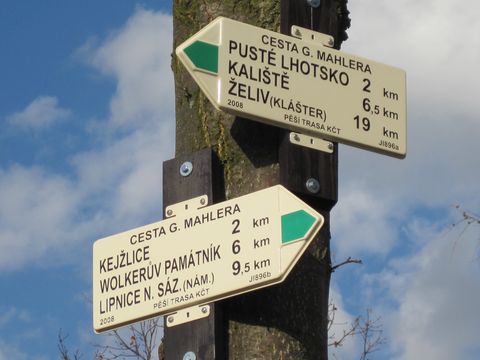 CESTA G. MAHLERA
PUSTÉ LHOTSKO 2 km
KALIŠTĚ 6,5 km
ŽELIV (KLÁŠTER) 19 km
2008 PĚŠÍ TRASA KČT JI896a
CESTA G. MAHLERA
KEJŽLICE 2 km
WOLKERŮV PAMÁTNÍK 6 km
LIPNICE N. SÁZ. (NÁM.) 9,5 km
2008 PĚŠÍ TRASA KČT JI896b